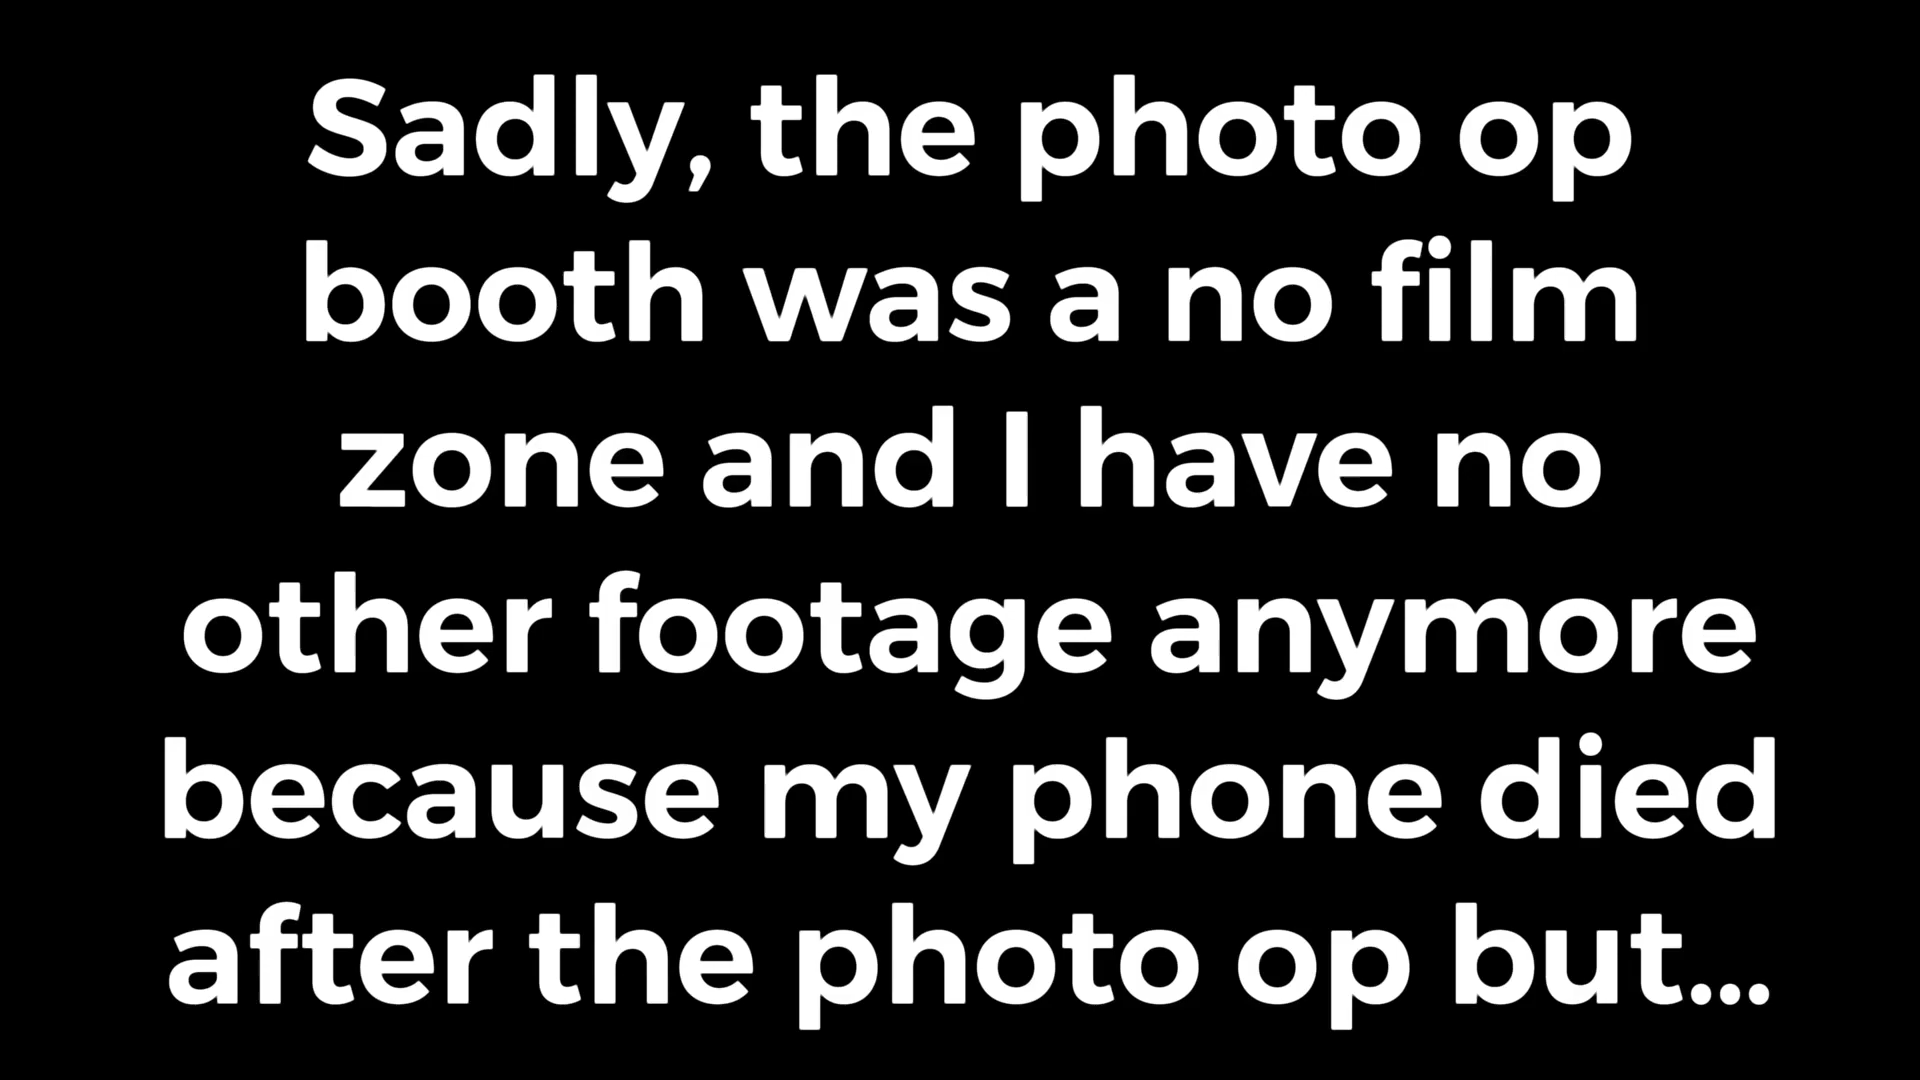 Sadly, the photo op
booth was a no film
zone and I have no
other footage anymore
because my phone died
after the photo op but...